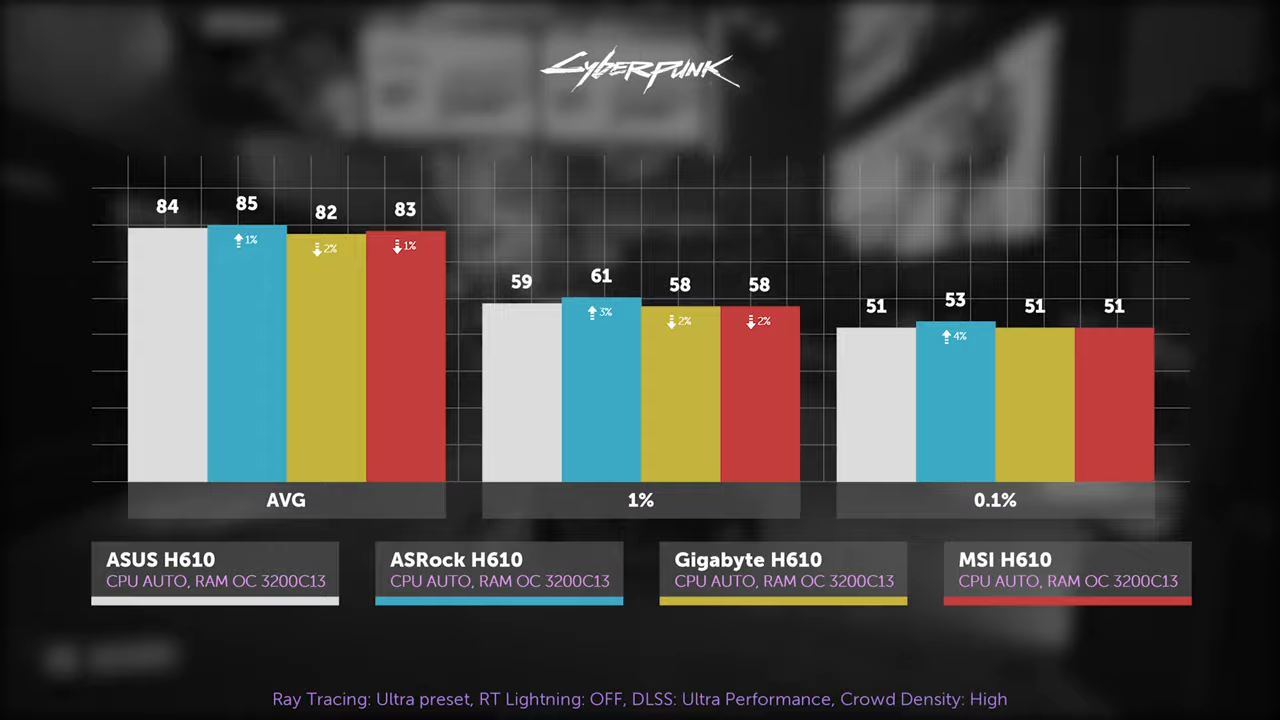 Cyberpunk
84
85
82
83
1%
2%
1%
59
61
58
58
3%
2%
2%
51
53
51
51
4%
AVG
1%
0.1%
ASUS H610
CPU AUTO, RAM OC 3200C13
ASRock H610
CPU AUTO, RAM OC 3200C13
Gigabyte H610
CPU AUTO, RAM OC 3200C13
MSI H610
CPU AUTO, RAM OC 3200C13
Ray Tracing: Ultra preset, RT Lightning: OFF, DLSS: Ultra Performance, Crowd Density: High